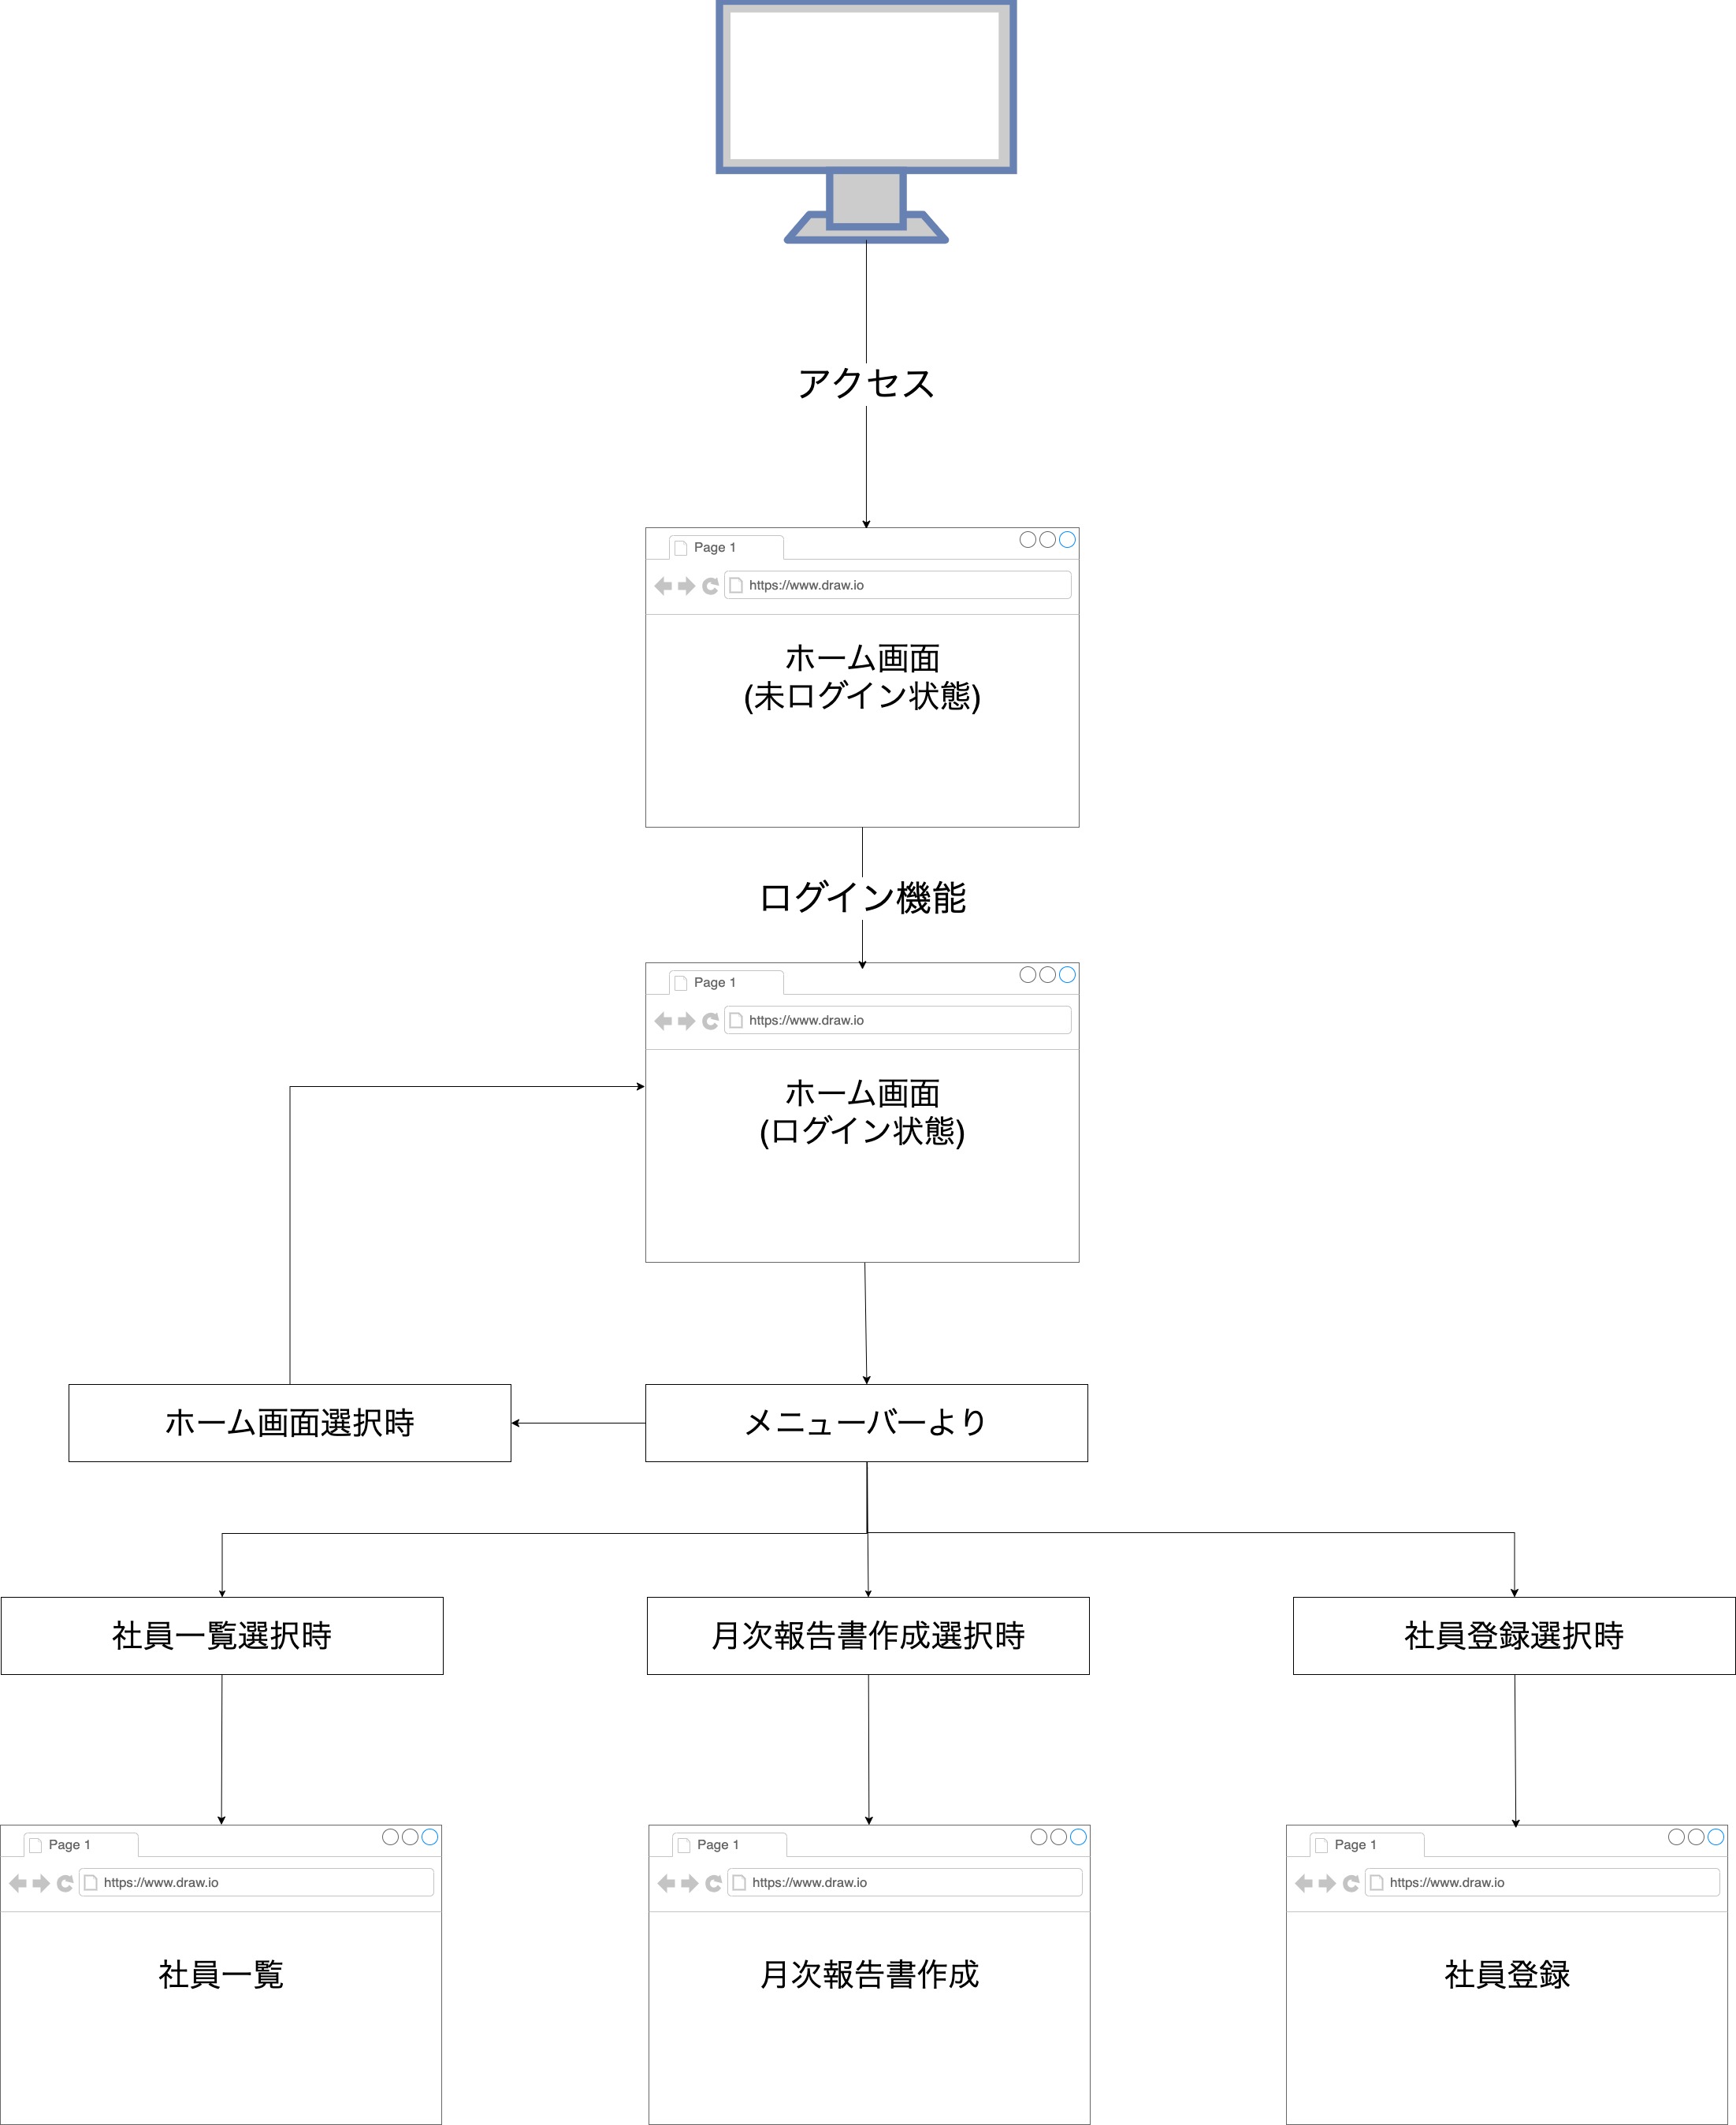 アクセス
Page 1
https://www.draw.io
ホーム画面
(未ログイン状態)
ログイン機能
Page 1
https://www.draw.io
ホーム画面
(ログイン状態)
ホーム画面選択時
メニューバーより
社員一覧選択時
月次報告書作成選択時
社員登録選択時
Page 1
https://www.draw.io
社員一覧
Page 1
https://www.draw.io
月次報告書作成
Page 1
https://www.draw.io
社員登録